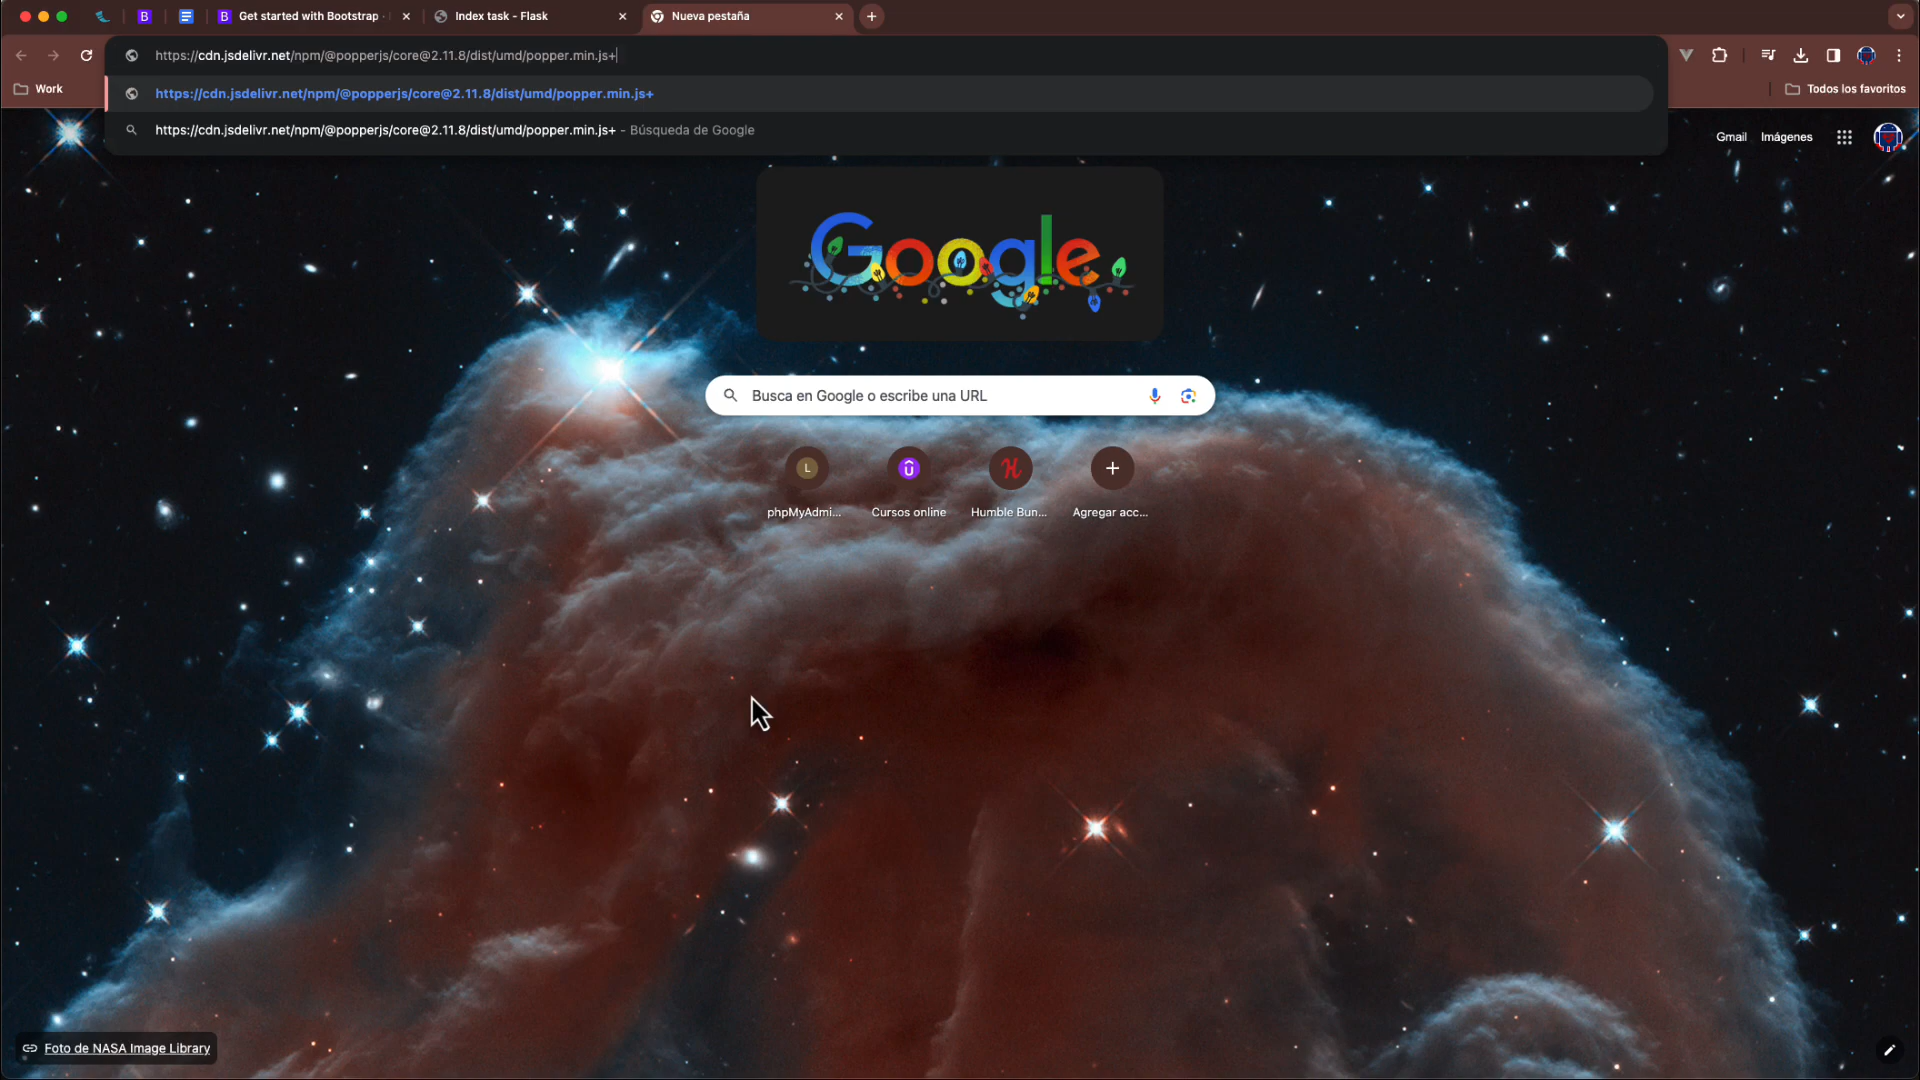 B
B Get started with Bootstrap ·
Index task - Flask
Nueva pestaña
https://cdn.jsdelivr.net/npm/@popperjs/core@2.11.8/dist/umd/popper.min.js+
Work
https://cdn.jsdelivr.net/npm/@popperjs/core@2.11.8/dist/umd/popper.min.js+
Todos los favoritos
https://cdn.jsdelivr.net/npm/@popperjs/core@2.11.8/dist/umd/popper.min.js+ - Búsqueda de Google
Gmail Imágenes
Google
Busca en Google o escribe una URL
L
phpMyAdmi...
Cursos online
Humble Bun...
Agregar acc...
Foto de NASA Image Library